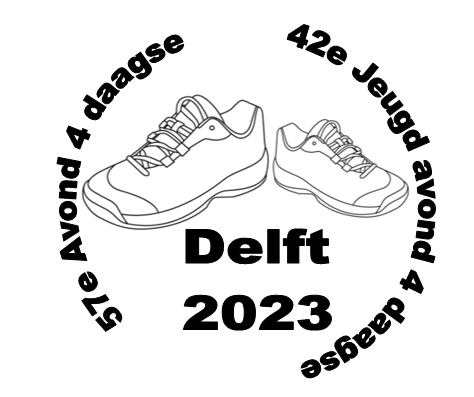 57e Avond 4 daagse
42e Jeugd avond 4 daagse
Delft
2023